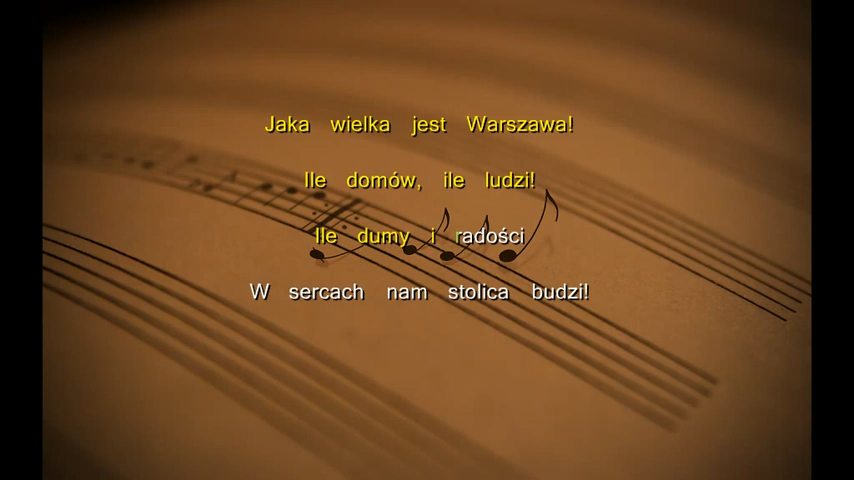 Jaka wielka jest Warszawa!
Ile domów, ile ludzi!
Ile dumy i radości
W sercach nam stolica budzi!